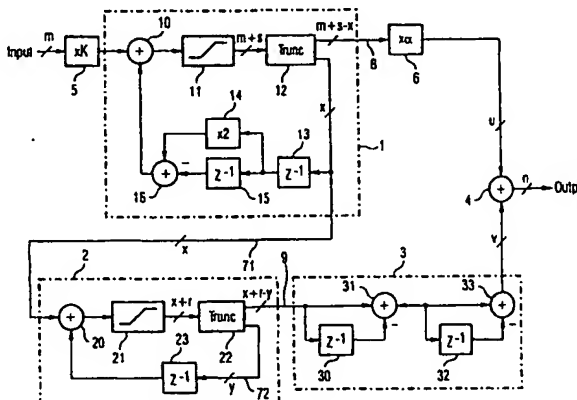 10
m+s
m+s-x
Input
m
xK
+
Trunc
xα
5
11
12
8
6
14
x
x2
13
1
u
16
+
−
z⁻¹
z⁻¹
15
4
+
n
Outp
x
71
v
2
9
3
x+r
x+r-y
31
33
+
Trunc
+
+
20
21
23
22
−
−
z⁻¹
z⁻¹
z⁻¹
y
72
30
32